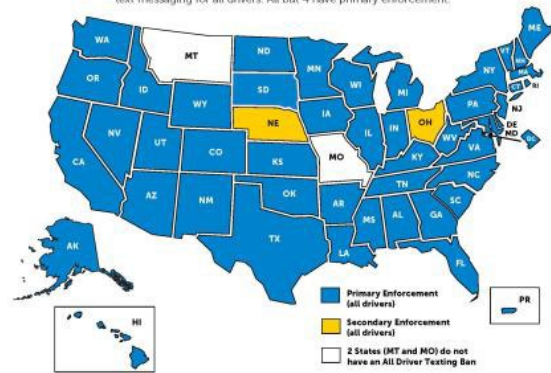 text messaging for all drivers. All but 4 have primary enforcement.
WA
MT
ND
MN
ME
OR
ID
SD
WI
MI
NY
VT
NH
MA
CT
RI
WY
IA
PA
NJ
NV
NE
IL
IN
OH
DE
MD
DC
CA
UT
CO
KS
MO
KY
WV
VA
AZ
NM
OK
AR
TN
NC
SC
TX
LA
MS
AL
GA
FL
AK
HI
PR
Primary Enforcement
(all drivers)
Secondary Enforcement
(all drivers)
2 States (MT and MO) do not
have an All Driver Texting Ban